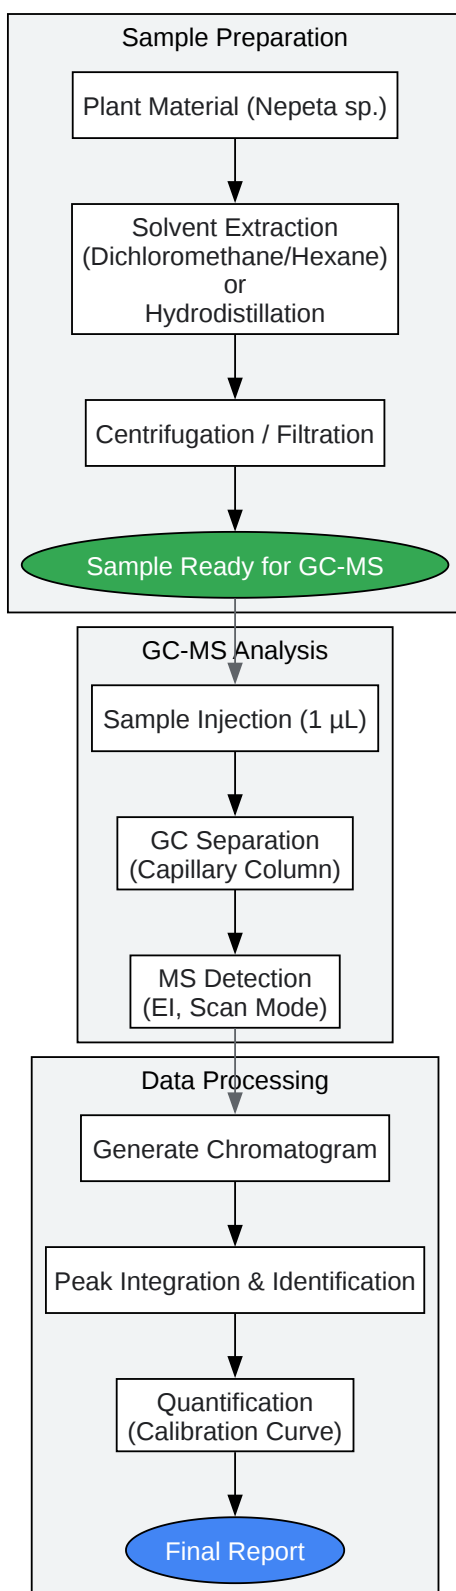 Sample Preparation
Plant Material (Nepeta sp.)
Solvent Extraction
(Dichloromethane/Hexane)
or
Hydrodistillation
Centrifugation / Filtration
Sample Ready for GC-MS
GC-MS Analysis
Sample Injection (1 µL)
GC Separation
(Capillary Column)
MS Detection
(EI, Scan Mode)
Data Processing
Generate Chromatogram
Peak Integration & Identification
Quantification
(Calibration Curve)
Final Report